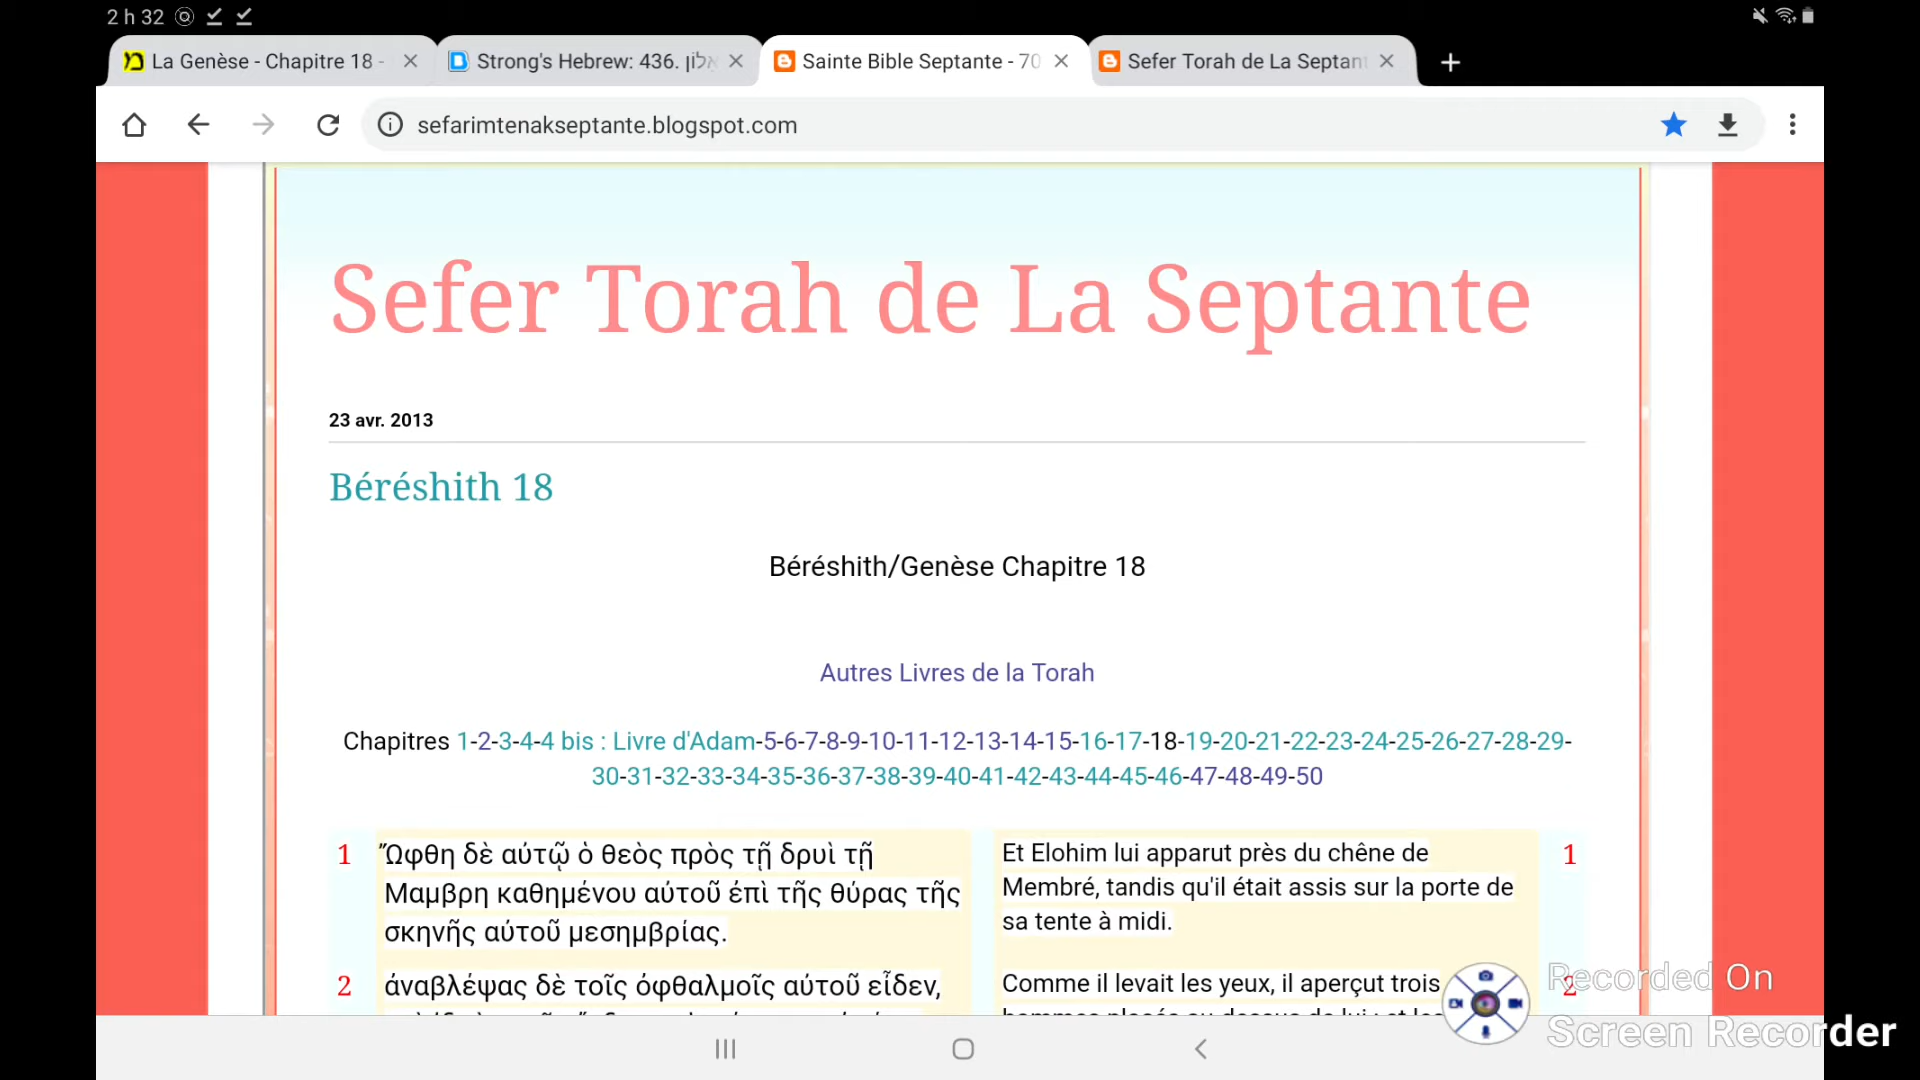 2 h 32
La Genèse - Chapitre 18 -
Strong's Hebrew: 436.
Sainte Bible Septante - 70
Sefer Torah de La Septant
sefarimtenakseptante.blogspot.com
Sefer Torah de La Septante
23 avr. 2013
Béréshith 18
Béréshith/Genèse Chapitre 18
Autres Livres de la Torah
Chapitres 1-2-3-4-4 bis : Livre d'Adam-5-6-7-8-9-10-11-12-13-14-15-16-17-18-19-20-21-22-23-24-25-26-27-28-29-
30-31-32-33-34-35-36-37-38-39-40-41-42-43-44-45-46-47-48-49-50
1 Ὤφθη δὲ αὐτῷ ὁ θεὸς πρὸς τῇ δρυὶ τῇ
Μαμβρη καθημένου αὐτοῦ ἐπὶ τῆς θύρας τῆς
σκηνῆς αὐτοῦ μεσημβρίας.
Et Elohim lui apparut près du chêne de 1
Membré, tandis qu'il était assis sur la porte de
sa tente à midi.
2 ἀναβλέψας δὲ τοῖς ὀφθαλμοῖς αὐτοῦ εἶδεν,
Comme il levait les yeux, il aperçut trois 2
Recorded On
Screen Recorder